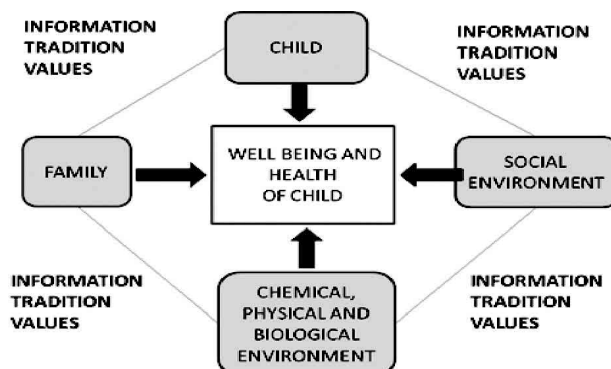 INFORMATION
TRADITION
VALUES
CHILD
INFORMATION
TRADITION
VALUES
FAMILY
WELL BEING AND
HEALTH
OF CHILD
SOCIAL
ENVIRONMENT
INFORMATION
TRADITION
VALUES
CHEMICAL,
PHYSICAL AND
BIOLOGICAL
ENVIRONMENT
INFORMATION
TRADITION
VALUES